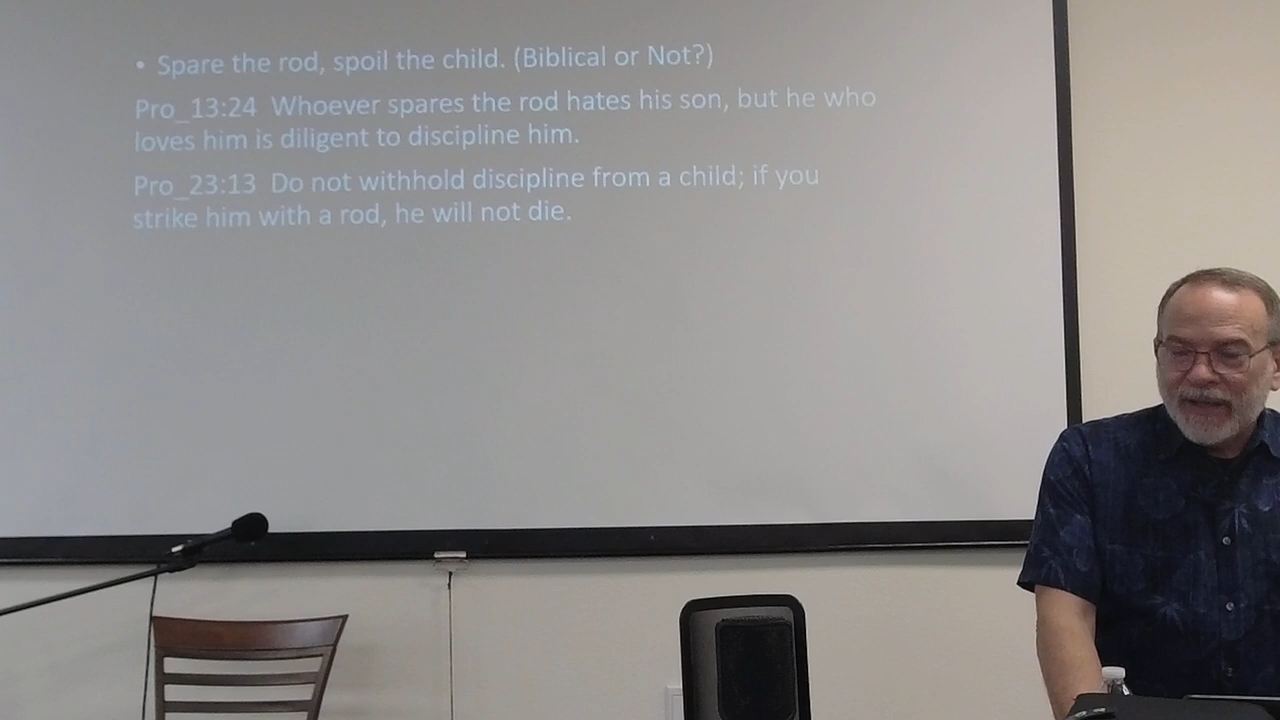 • Spare the rod, spoil the child. (Biblical or Not?)
Pro_13:24 Whoever spares the rod hates his son, but he who
loves him is diligent to discipline him.
Pro_23:13 Do not withhold discipline from a child; if you
strike him with a rod, he will not die.